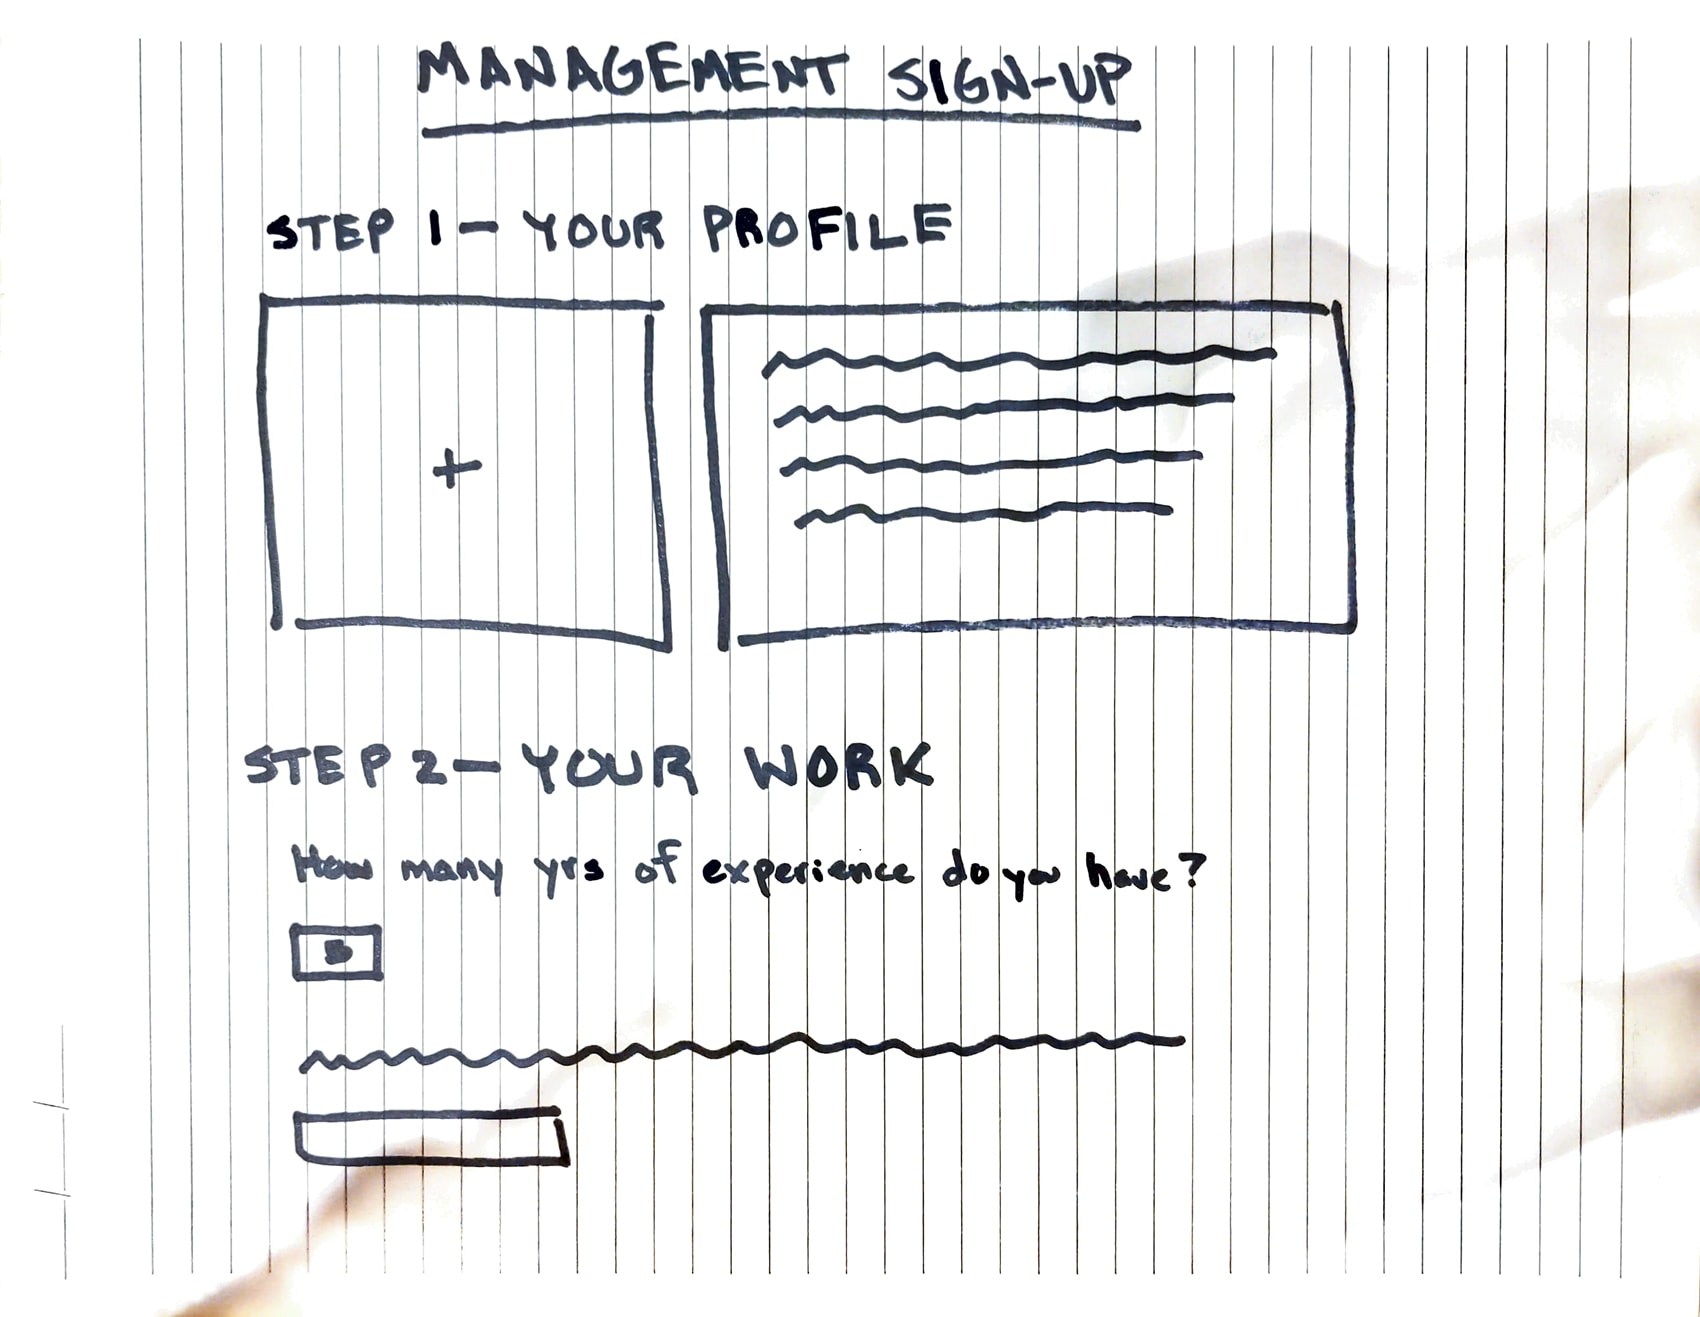 MANAGEMENT SIGN-UP
STEP 1 - YOUR PROFILE
+
STEP 2 - YOUR WORK
How many yrs of experience do you have?